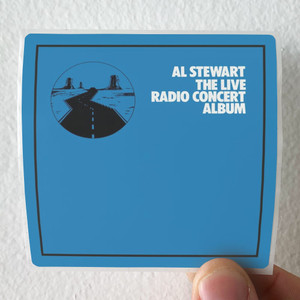 AL STEWART
THE LIVE
RADIO CONCERT
ALBUM